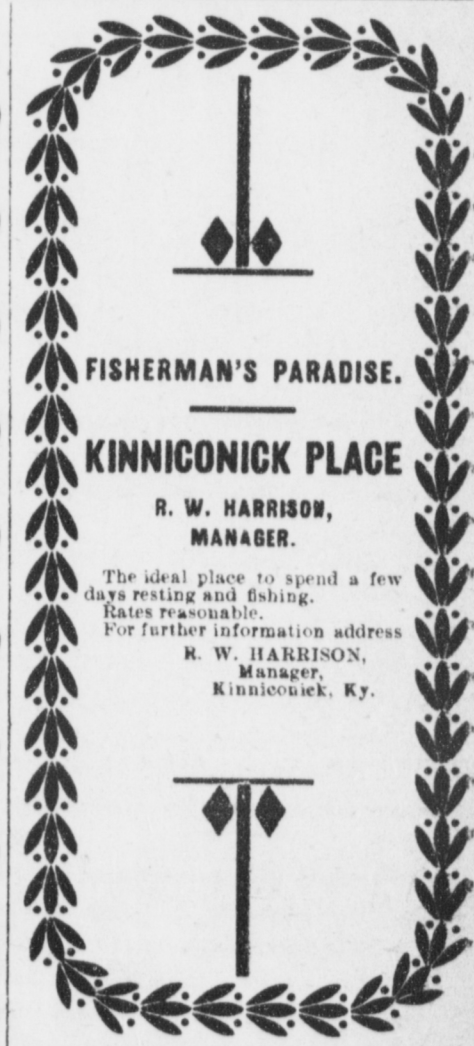 FISHERMAN'S PARADISE.
KINNICONICK PLACE
R. W. HARRISON,
MANAGER.
The ideal place to spend a few
days resting and fishing.
Rates reasonable.
For further information address
R. W. HARRISON,
Manager,
Kinniconick, Ky.